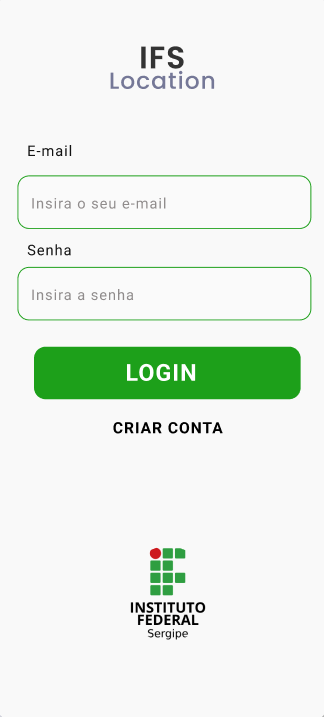 IFS
Location
E-mail
Insira o seu e-mail
Senha
Insira a senha
LOGIN
CRIAR CONTA
INSTITUTO
FEDERAL
Sergipe